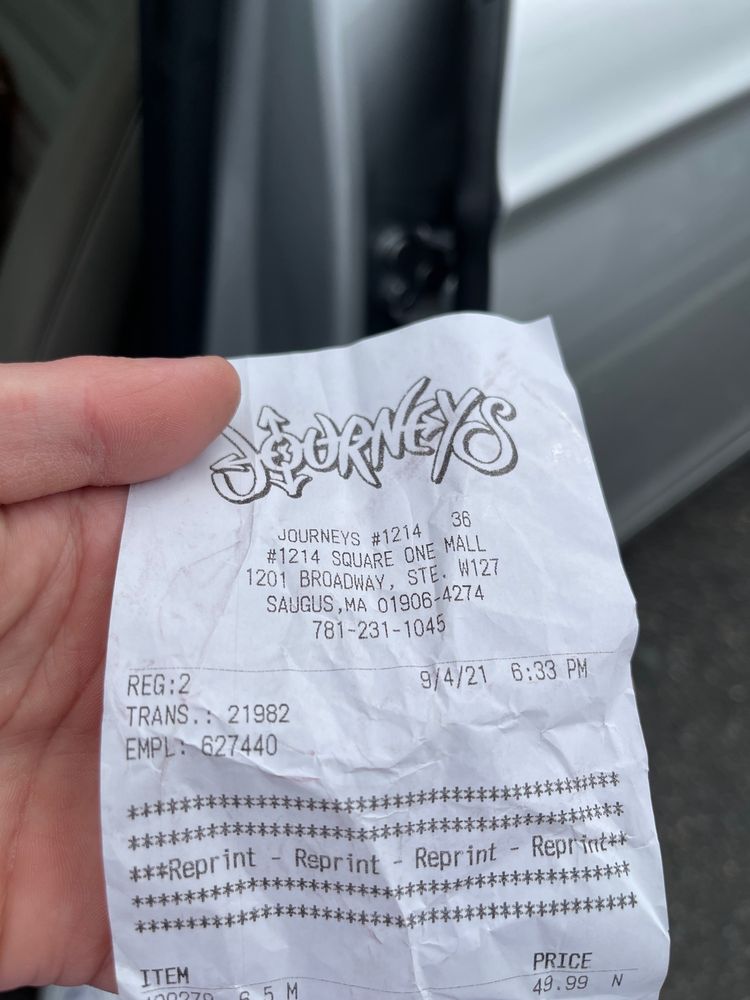 JOURNEYS
JOURNEYS #1214 36
#1214 SQUARE ONE MALL
1201 BROADWAY, STE. W127
SAUGUS,MA 01906-4274
781-231-1045
REG:2 9/4/21 6:33 PM
TRANS.: 21982
EMPL: 627440
****************************************
****************************************
***Reprint - Reprint - Reprint - Reprint**
****************************************
****************************************
ITEM PRICE
6.5 M 49.99 N